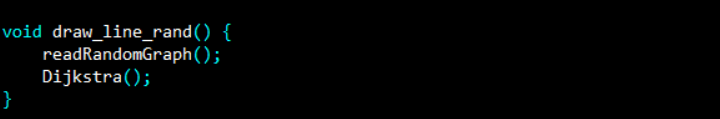 void draw_line_rand() {
    readRandomGraph();
    Dijkstra();
}